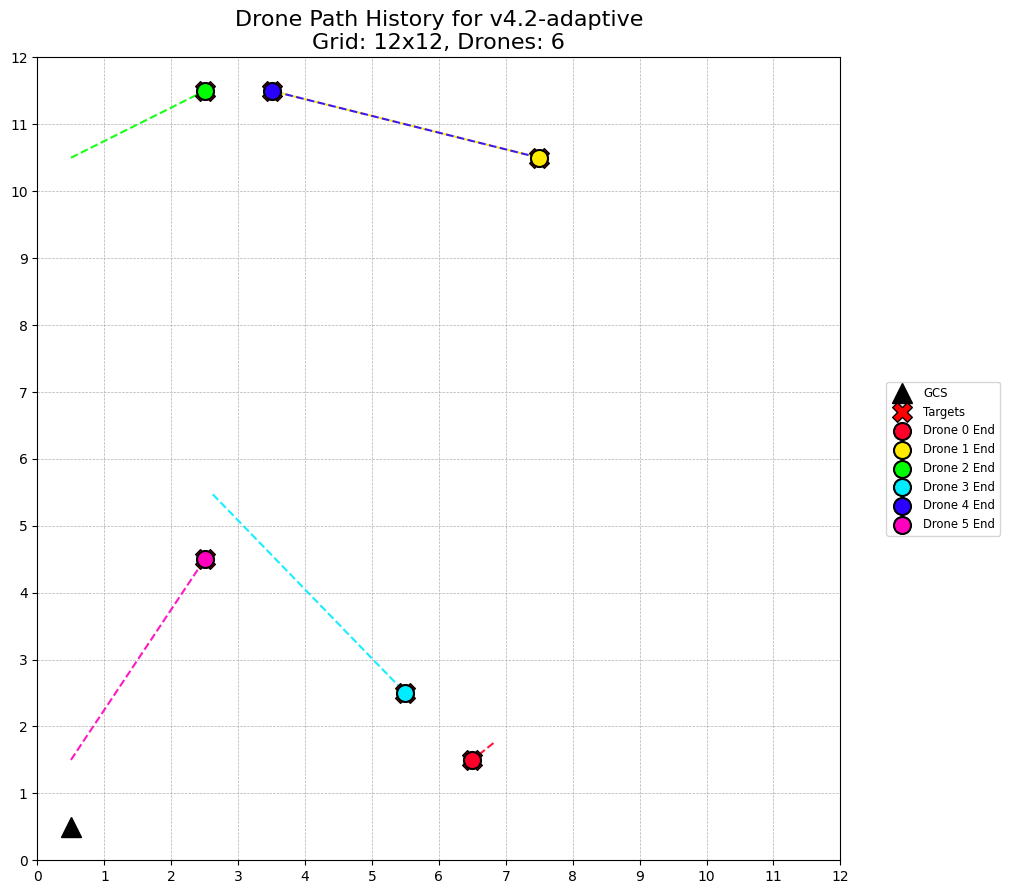 Drone Path History for v4.2-adaptive
Grid: 12x12, Drones: 6
12
11
10
9
8
7
6
5
4
3
2
1
0
0 1 2 3 4 5 6 7 8 9 10 11 12
GCS
Targets
Drone 0 End
Drone 1 End
Drone 2 End
Drone 3 End
Drone 4 End
Drone 5 End